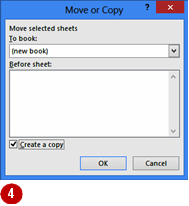 Move or Copy
?
Move selected sheets
To book:
(new book)
Before sheet:
Create a copy
OK
Cancel
4